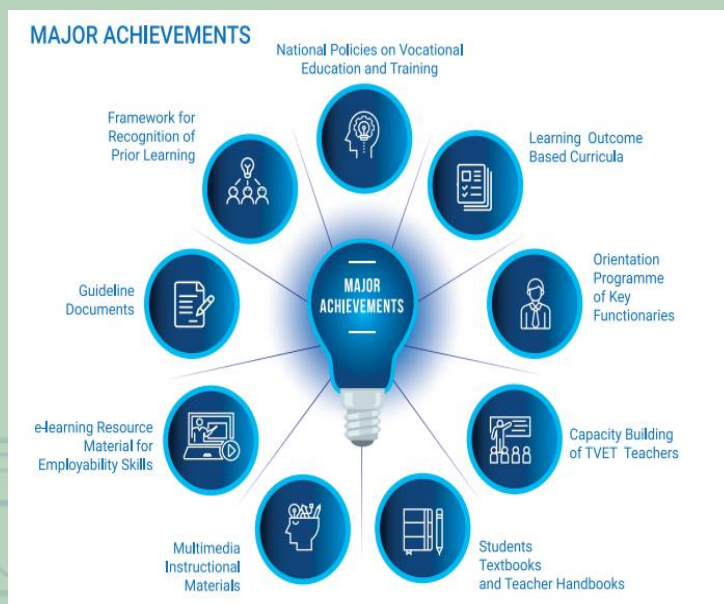 MAJOR ACHIEVEMENTS
National Policies on Vocational
Education and Training
Learning Outcome
Based Curricula
Orientation
Programme
of Key
Functionaries
Capacity Building
of TVET Teachers
Students
Textbooks
and Teacher Handbooks
Multimedia
Instructional
Materials
e-learning Resource
Material for
Employability Skills
Guideline
Documents
Framework for
Recognition of
Prior Learning
MAJOR
ACHIEVEMENTS